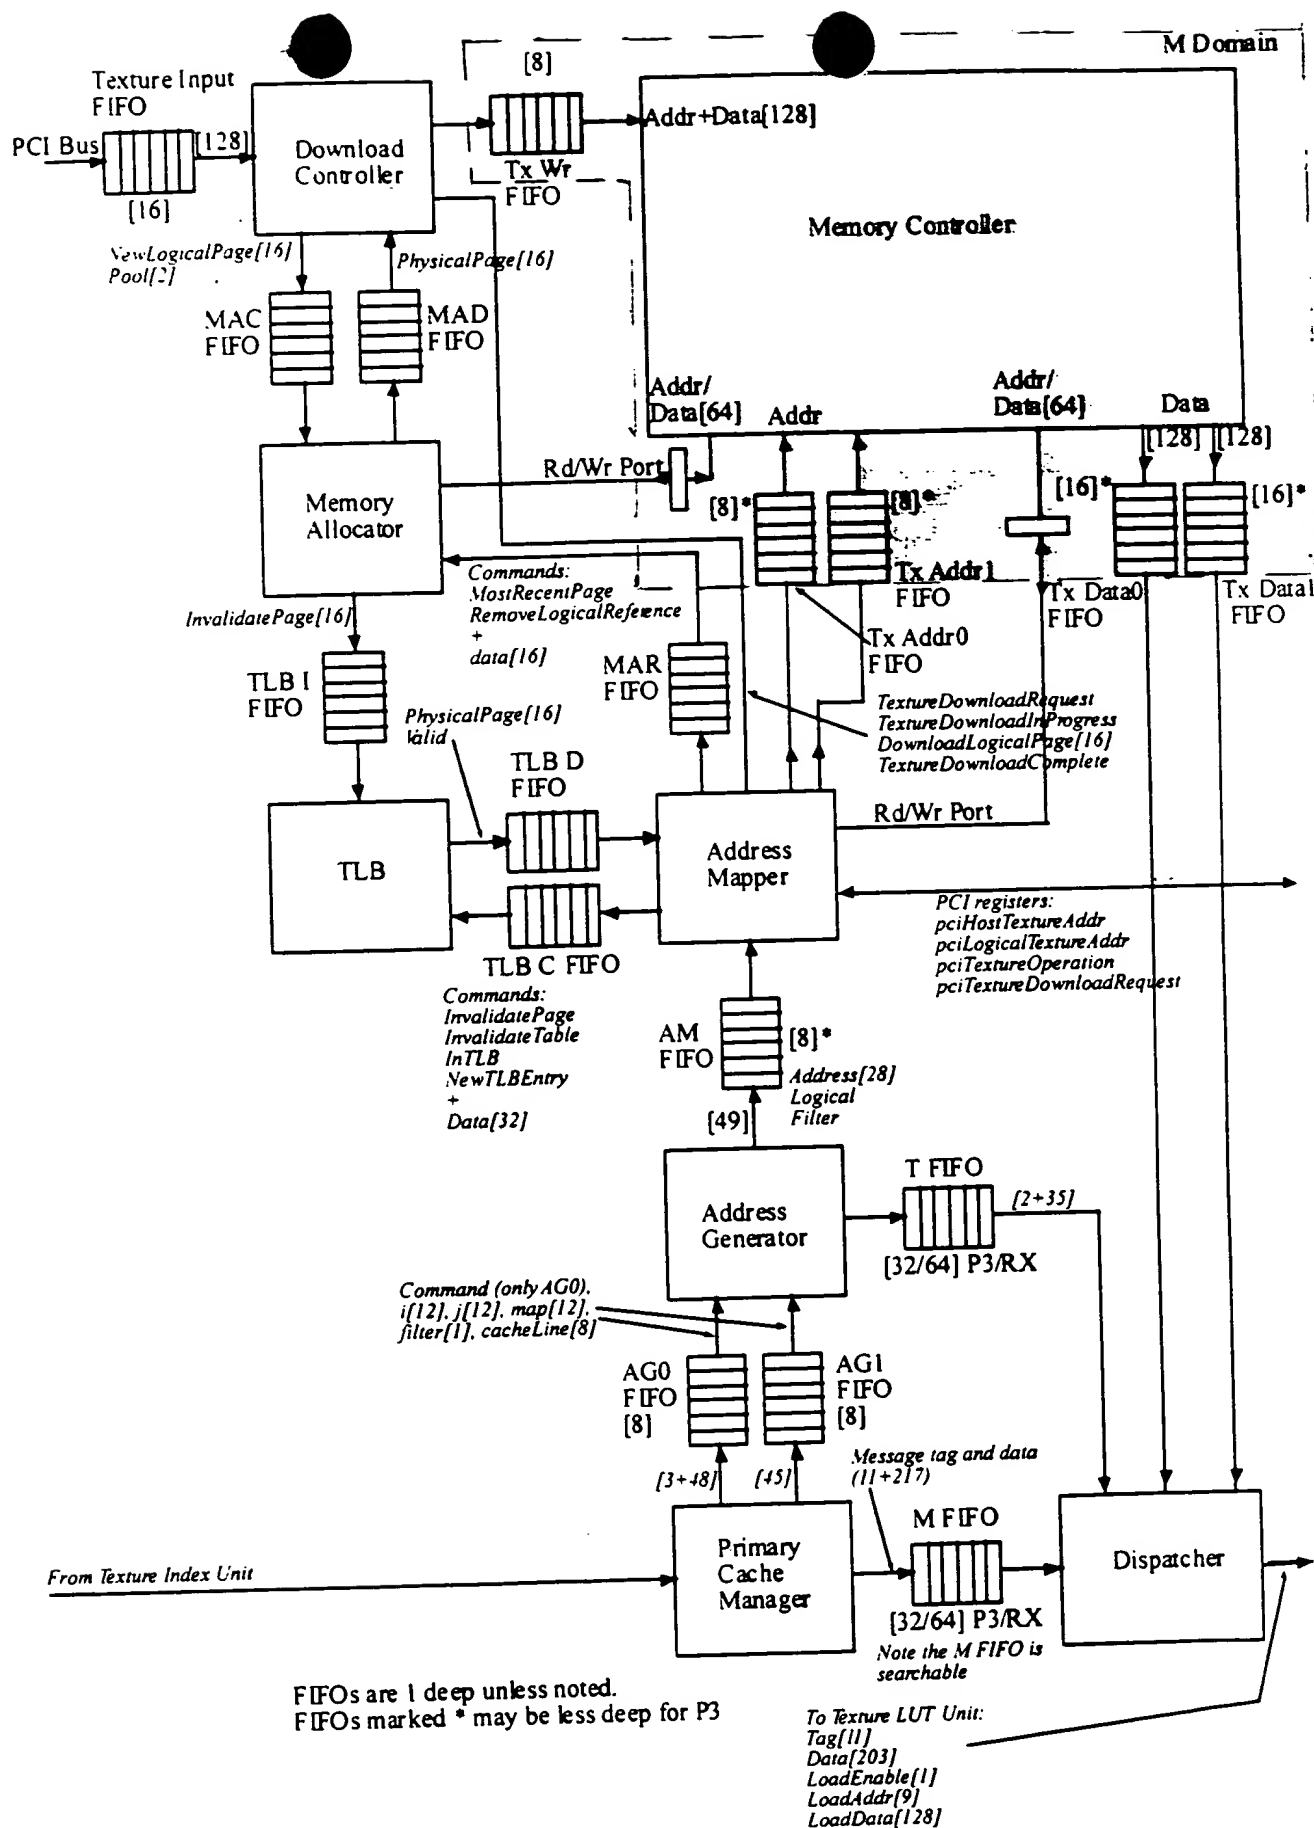 M Domain
[8]
Texture Input
FIFO
PCI Bus
[128]
[16]
Download
Controller
Tx Wr
FIFO
Addr+Data[128]
Memory Controller
NewLogicalPage[16]
Pool[2]
PhysicalPage[16]
MAC
FIFO
MAD
FIFO
Addr/
Data[64]
Addr
Addr/
Data[64]
Data
[128]
[128]
Rd/Wr Port
[8]*
[8]*
[16]*
[16]*
Memory
Allocator
Tx Addr1
FIFO
Tx Data0
FIFO
Tx Data1
FIFO
Commands:
MostRecentPage
RemoveLogicalReference
+
data[16]
InvalidatePage[16]
Tx Addr0
FIFO
TLB I
FIFO
MAR
FIFO
PhysicalPage[16]
Valid
TextureDownloadRequest
TextureDownloadInProgress
DownloadLogicalPage[16]
TextureDownloadComplete
TLB D
FIFO
Rd/Wr Port
TLB
Address
Mapper
TLB C FIFO
PCI registers:
pciHostTextureAddr
pciLogicalTextureAddr
pciTextureOperation
pciTextureDownloadRequest
Commands:
InvalidatePage
InvalidateTable
InTLB
NewTLBEntry
+
Data[32]
AM
FIFO
[8]*
Address[28]
Logical
Filter
[49]
T FIFO
[2+35]
Address
Generator
[32/64] P3/RX
Command (only AG0),
i[12], j[12], map[12],
filter[1], cacheLine[8]
AG0
FIFO
[8]
AG1
FIFO
[8]
[3+48]
[45]
Message tag and data
(11+217)
M FIFO
Primary
Cache
Manager
Dispatcher
From Texture Index Unit
[32/64] P3/RX
Note the M FIFO is
searchable
FIFOs are 1 deep unless noted.
FIFOs marked * may be less deep for P3
To Texture LUT Unit:
Tag[11]
Data[203]
LoadEnable[1]
LoadAddr[9]
LoadData[128]